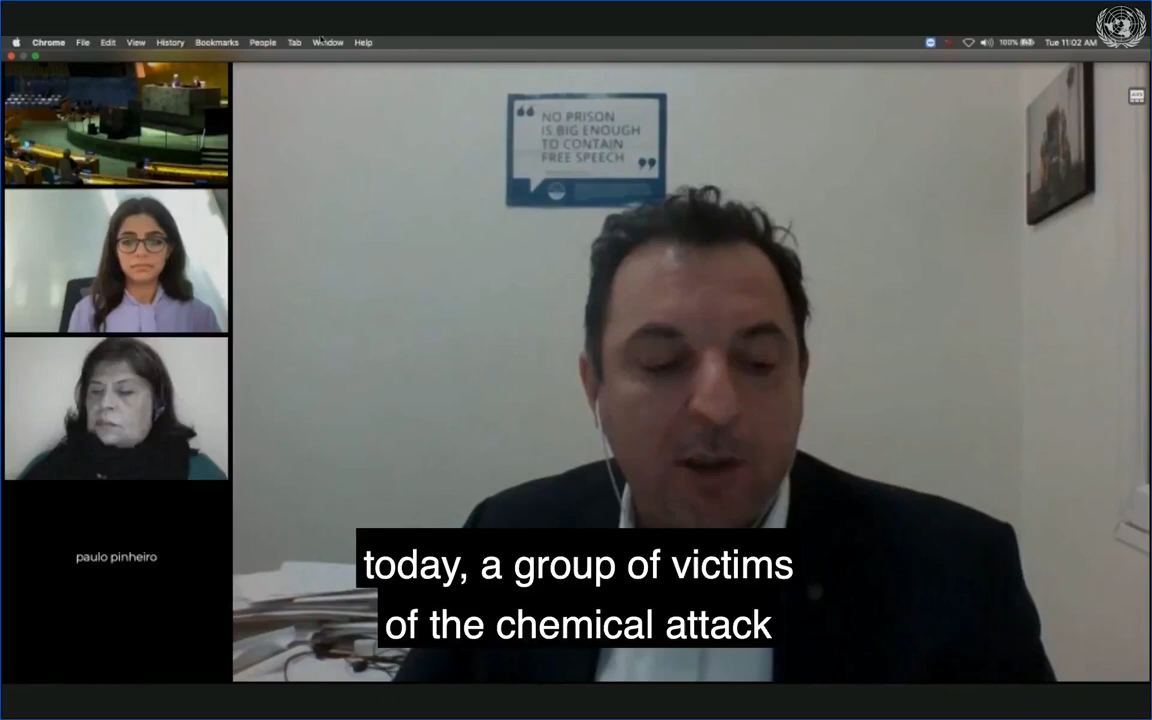 Chrome File Edit View History Bookmarks People Tab Window Help
100%
Tue 11:02 AM
““ NO PRISON
IS BIG ENOUGH
TO CONTAIN
FREE SPEECH ””
paulo pinheiro
today, a group of victims
of the chemical attack